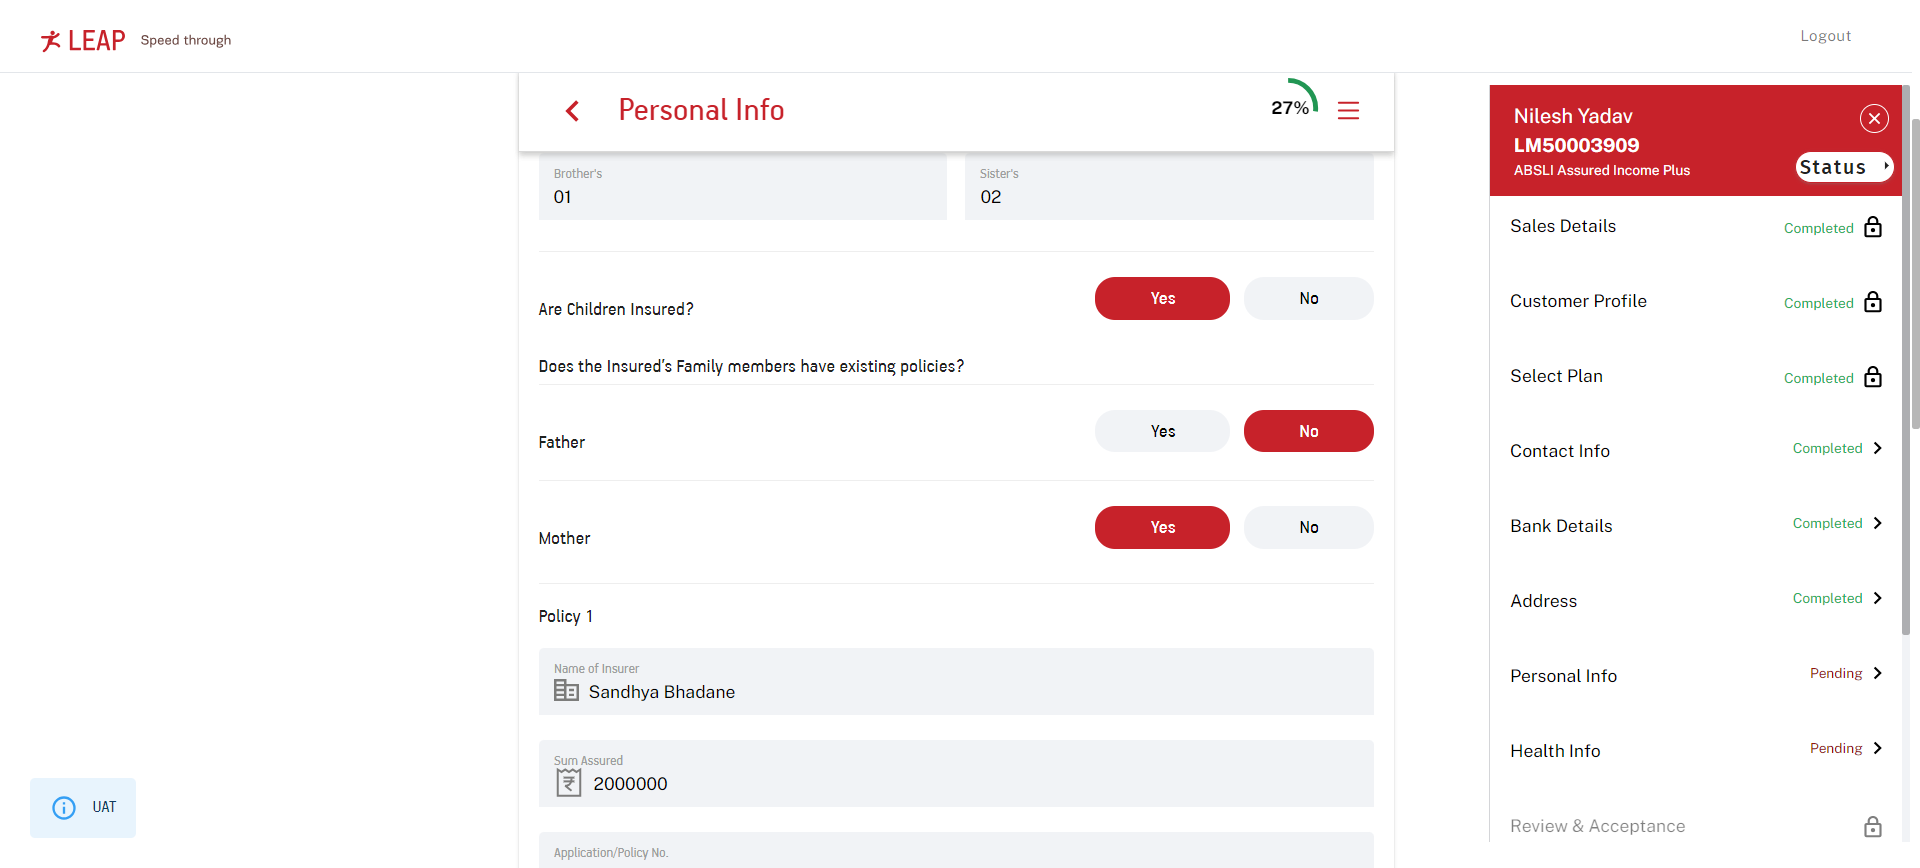 LEAP Speed through
Logout
Personal Info
27%
Brother's
01
Sister's
02
Are Children Insured?
Yes No
Does the Insured's Family members have existing policies?
Father
Yes No
Mother
Yes No
Policy 1
Name of Insurer
Sandhya Bhadane
Sum Assured
2000000
Application/Policy No.
Nilesh Yadav
LM50003909
ABSLI Assured Income Plus
Status
Sales Details Completed
Customer Profile Completed
Select Plan Completed
Contact Info Completed
Bank Details Completed
Address Completed
Personal Info Pending
Health Info Pending
Review & Acceptance
UAT